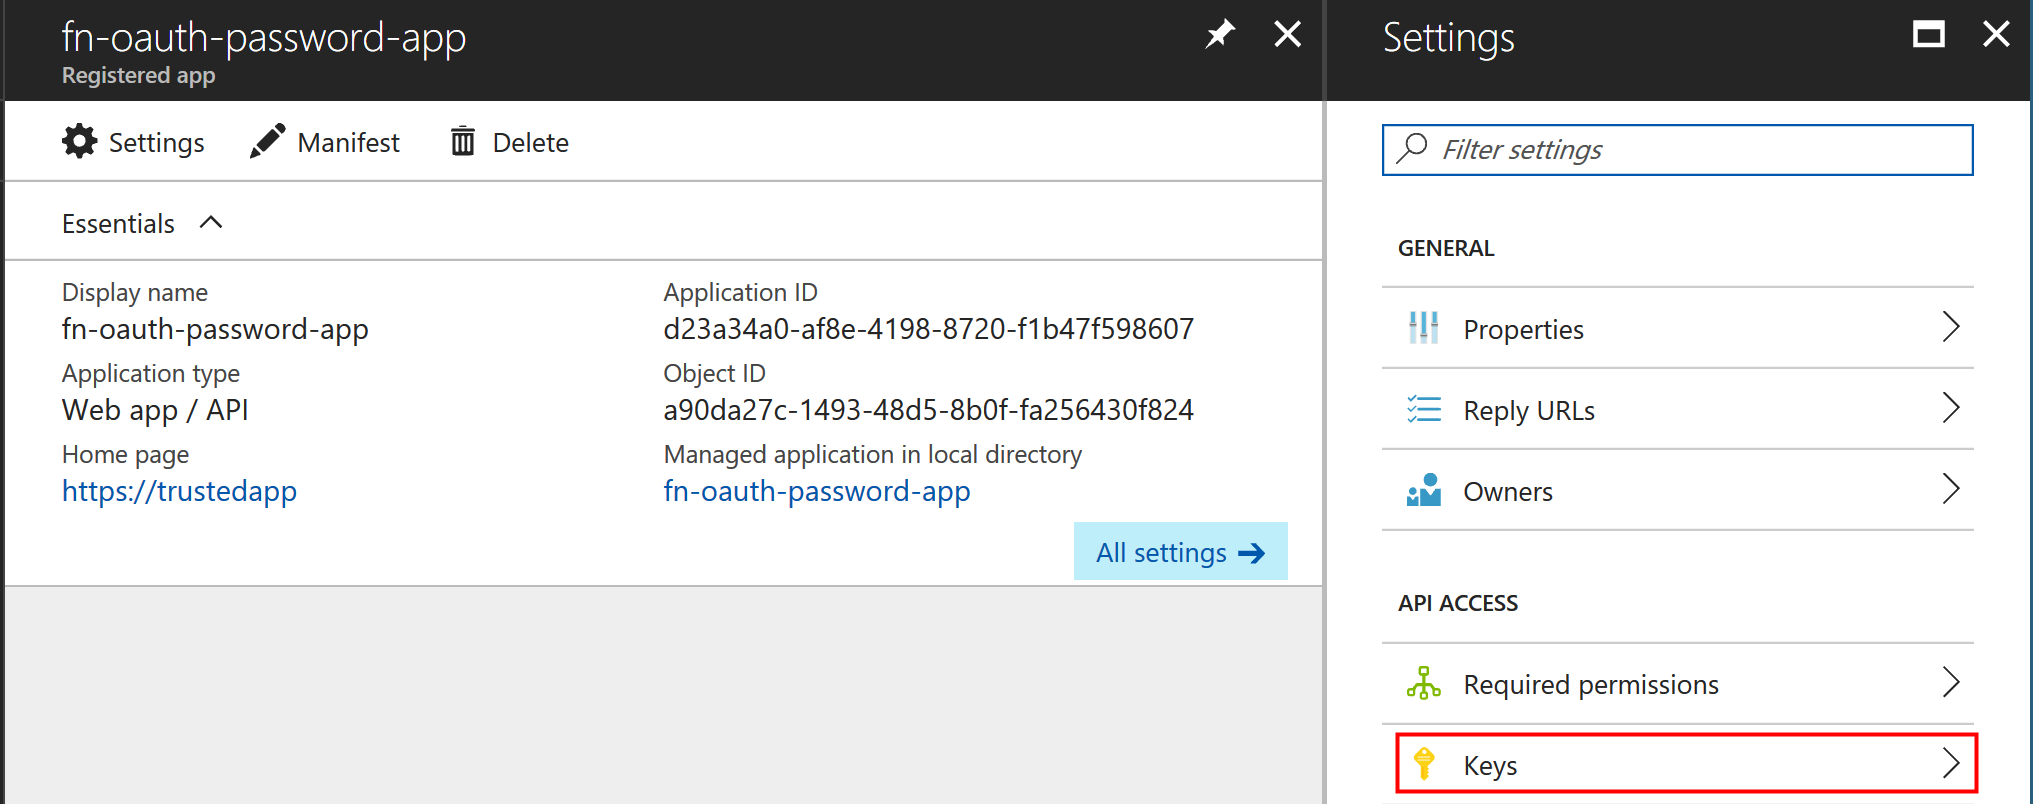 fn-oauth-password-app
Registered app
Settings
Manifest
Delete
Essentials
Display name
fn-oauth-password-app
Application type
Web app / API
Home page
https://trustedapp
Application ID
d23a34a0-af8e-4198-8720-f1b47f598607
Object ID
a90da27c-1493-48d5-8b0f-fa256430f824
Managed application in local directory
fn-oauth-password-app
All settings
Settings
Filter settings
GENERAL
Properties
Reply URLs
Owners
API ACCESS
Required permissions
Keys